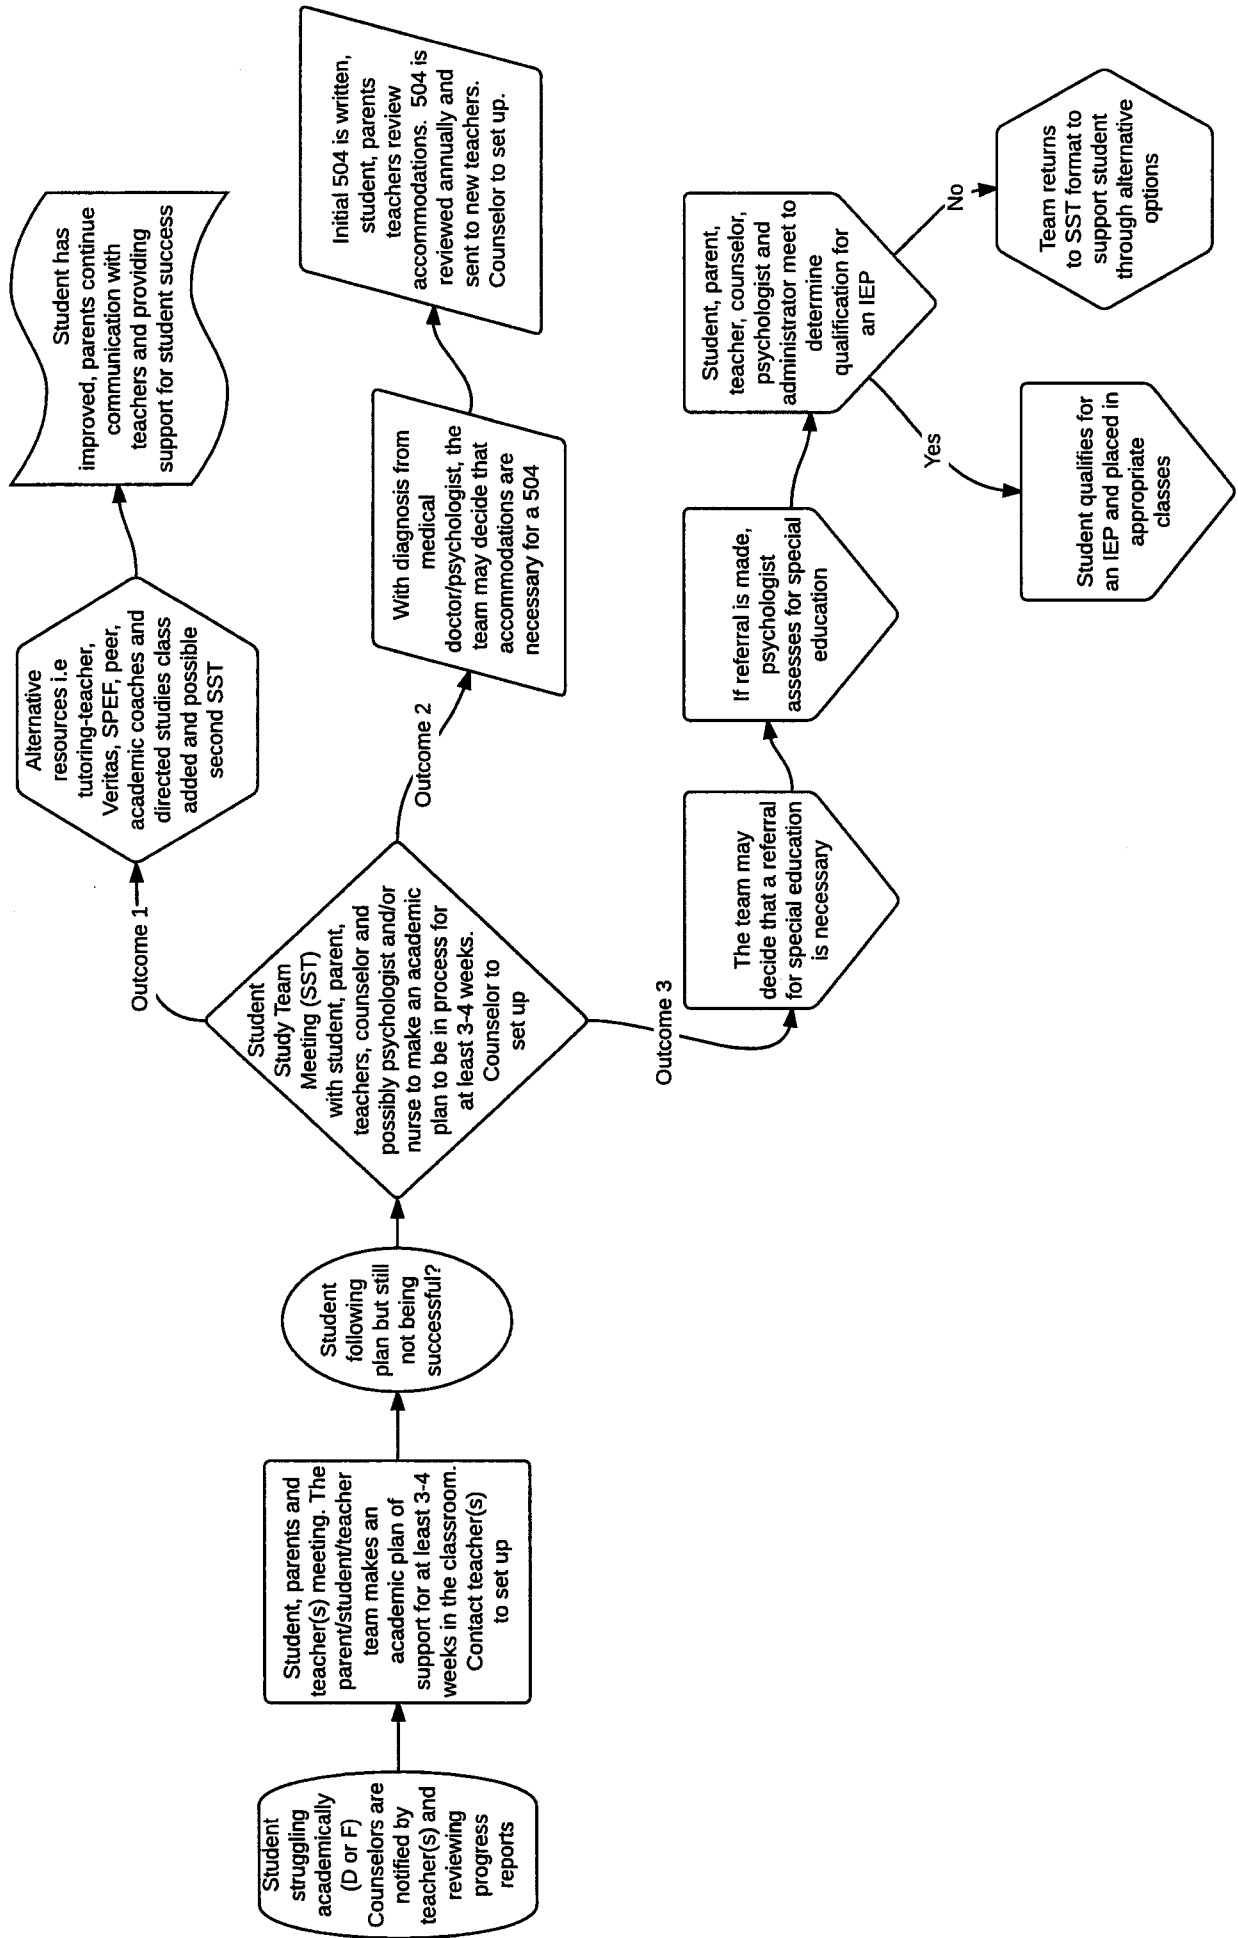 Student
struggling
academically
(D or F)
Counselors are
notified by
teacher(s) and
reviewing
progress
reports
Student, parents and
teacher(s) meeting. The
parent/student/teacher
team makes an
academic plan of
support for at least 3-4
weeks in the classroom.
Contact teacher(s)
to set up
Student
following
plan but still
not being
successful?
Student
Study Team
Meeting (SST)
with student, parent,
teachers, counselor and
possibly psychologist and/or
nurse to make an academic
plan to be in process for
at least 3-4 weeks.
Counselor to
set up
Outcome 1
Alternative
resources i.e
tutoring-teacher,
Veritas, SPEF, peer,
academic coaches and
directed studies class
added and possible
second SST
Student has
improved, parents continue
communication with
teachers and providing
support for student success
Outcome 2
With diagnosis from
medical
doctor/psychologist, the
team may decide that
accommodations are
necessary for a 504
Initial 504 is written,
student, parents
teachers review
accommodations. 504 is
reviewed annually and
sent to new teachers.
Counselor to set up.
Outcome 3
The team may
decide that a referral
for special education
is necessary
If referral is made,
psychologist
assesses for special
education
Student, parent,
teacher, counselor,
psychologist and
administrator meet to
determine
qualification for
an IEP
Yes
Student qualifies for
an IEP and placed in
appropriate
classes
No
Team returns
to SST format to
support student
through alternative
options